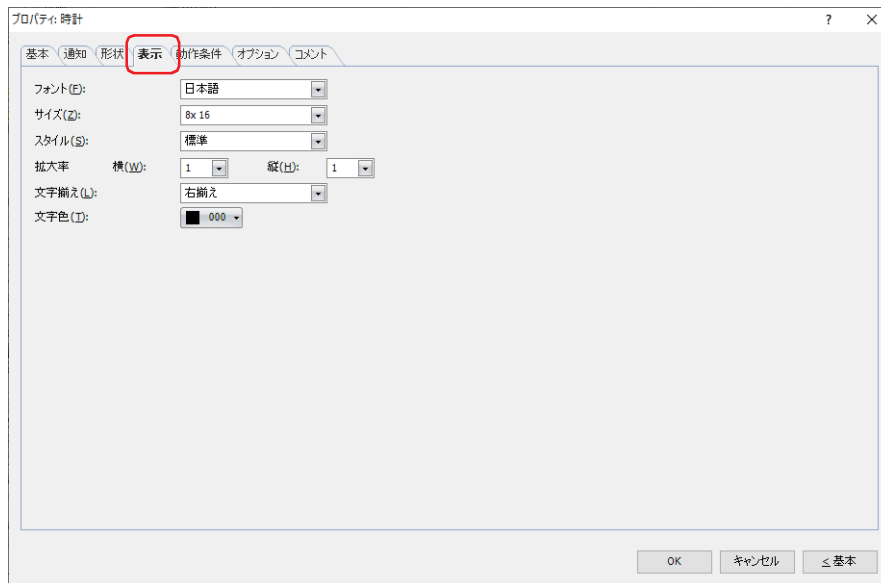 プロパティ: 時計 ?
基本 通知 形状 表示 動作条件 オプション コメント
フォント(F): 日本語
サイズ(Z): 8x 16
スタイル(S): 標準
拡大率 横(W): 1 縦(H): 1
文字揃え(L): 右揃え
文字色(T): 000
OK キャンセル < 基本